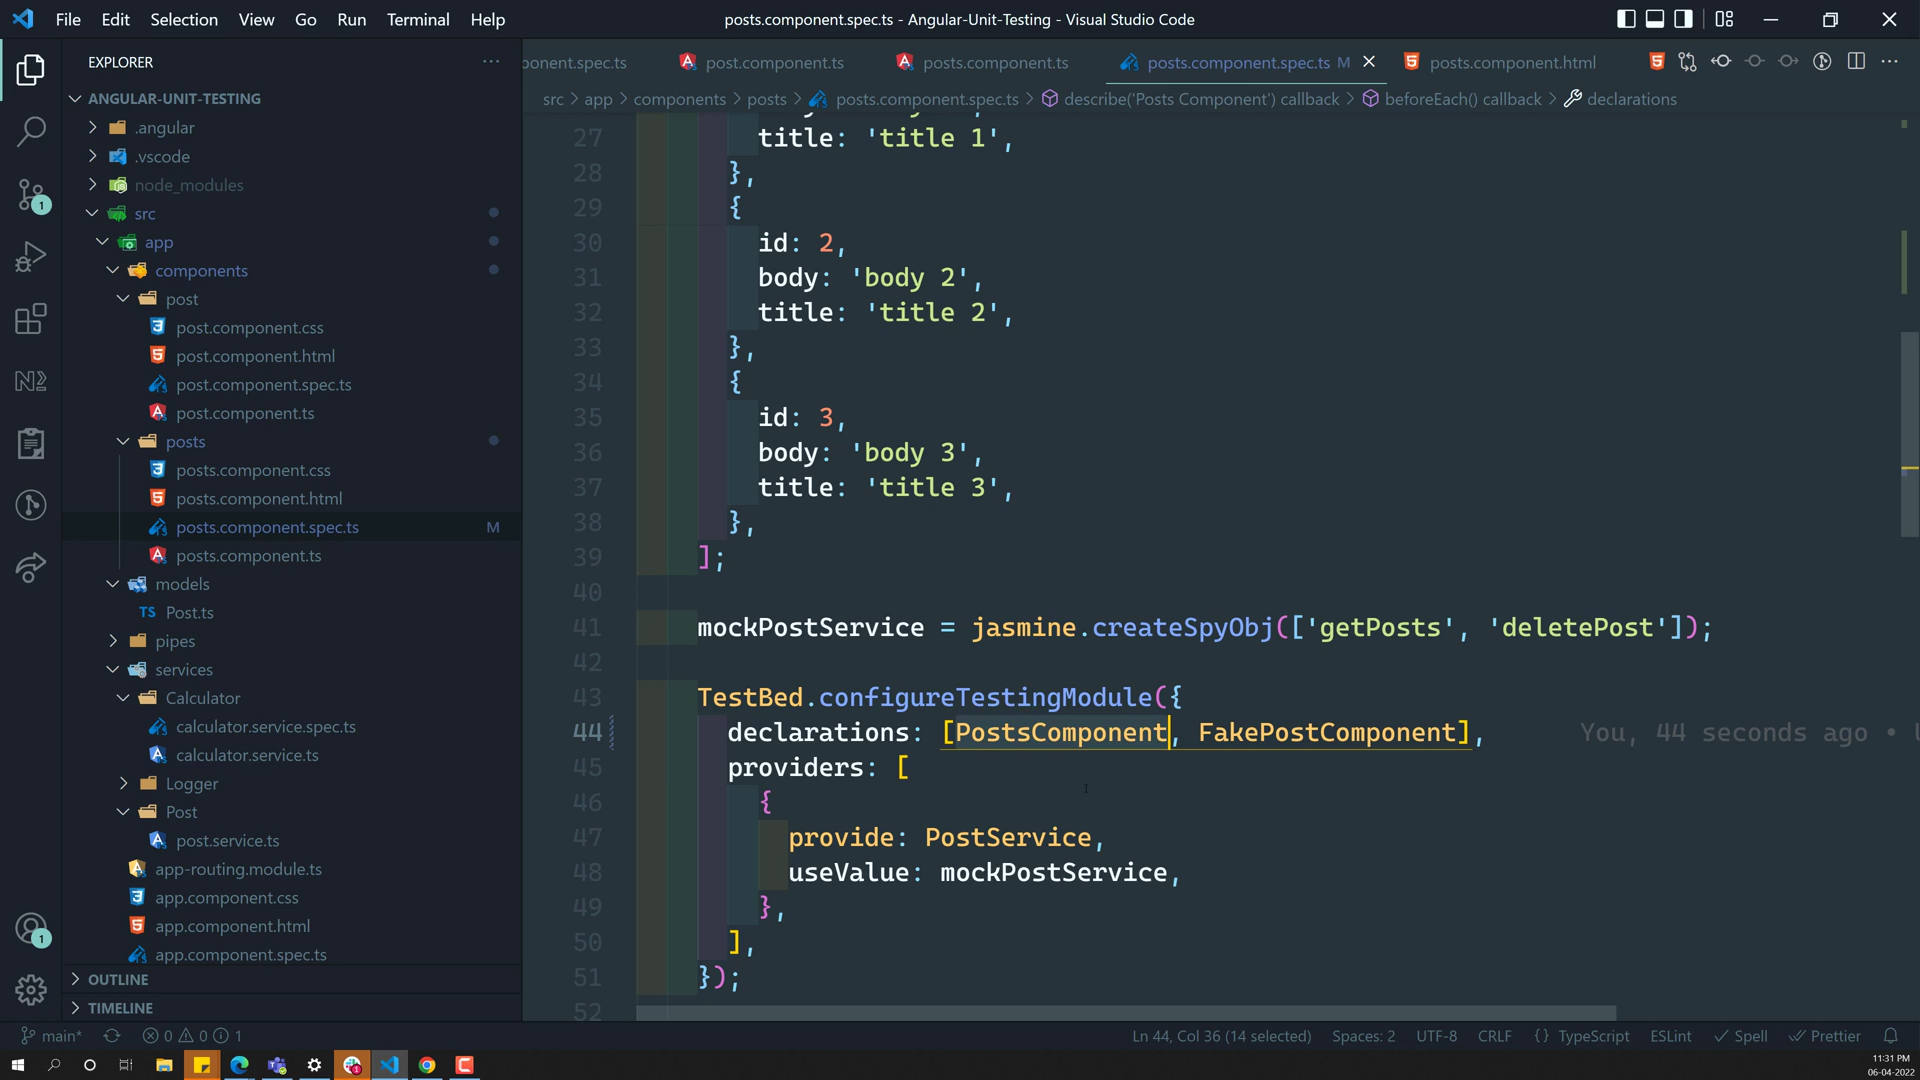 File Edit Selection View Go Run Terminal Help
posts.component.spec.ts - Angular-Unit-Testing - Visual Studio Code
EXPLORER
ponent.spec.ts
post.component.ts
posts.component.ts
posts.component.spec.ts M
posts.component.html
src > app > components > posts > posts.component.spec.ts > describe('Posts Component') callback > beforeEach() callback > declarations
ANGULAR-UNIT-TESTING
.angular
.vscode
node_modules
src
app
components
post
post.component.css
post.component.html
post.component.spec.ts
post.component.ts
posts
posts.component.css
posts.component.html
posts.component.spec.ts M
posts.component.ts
models
TS Post.ts
pipes
services
Calculator
calculator.service.spec.ts
calculator.service.ts
Logger
Post
post.service.ts
app-routing.module.ts
app.component.css
app.component.html
app.component.spec.ts
OUTLINE
TIMELINE
27 title: 'title 1',
28 },
29 {
30 id: 2,
31 body: 'body 2',
32 title: 'title 2',
33 },
34 {
35 id: 3,
36 body: 'body 3',
37 title: 'title 3',
38 },
39 ];
40
41 mockPostService = jasmine.createSpyObj(['getPosts', 'deletePost']);
42
43 TestBed.configureTestingModule({
44 declarations: [PostsComponent, FakePostComponent], You, 44 seconds ago •
45 providers: [
46 {
47 provide: PostService,
48 useValue: mockPostService,
49 },
50 ],
51 });
52
main* 0 0 1 Ln 44, Col 36 (14 selected) Spaces: 2 UTF-8 CRLF {} TypeScript ESLint Spell Prettier
11:31 PM
06-04-2022